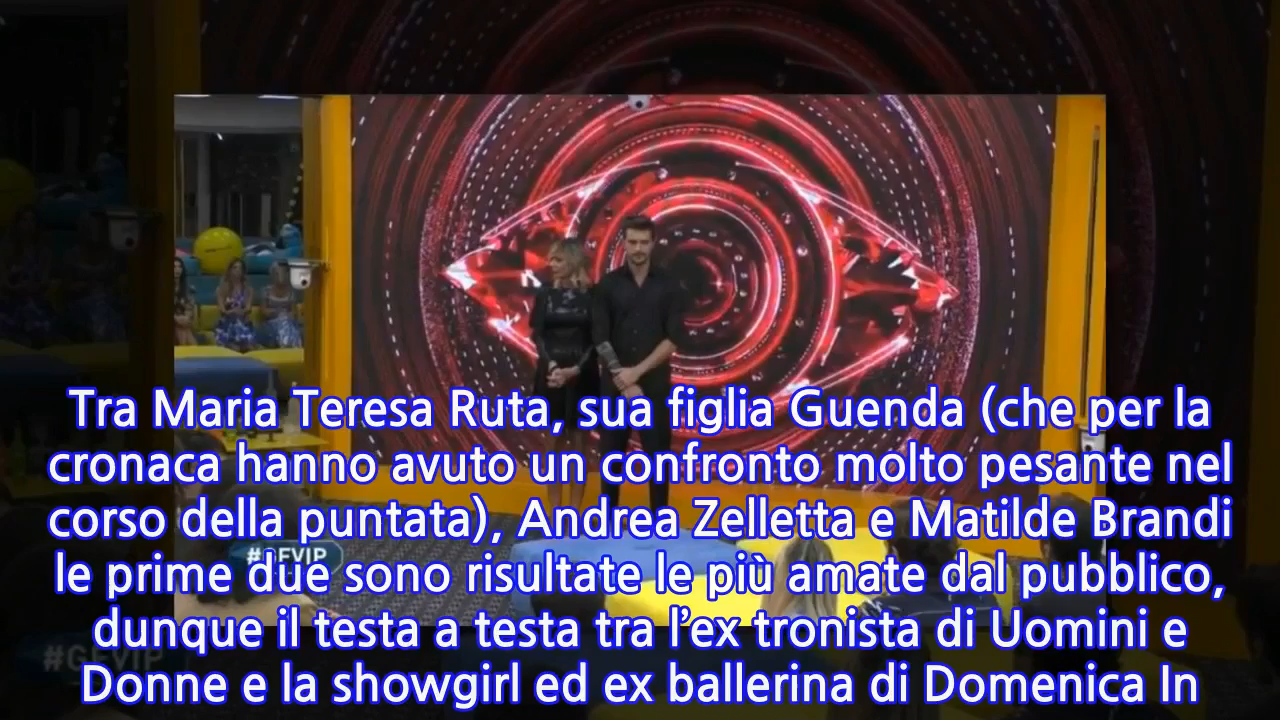 Tra Maria Teresa Ruta, sua figlia Guenda (che per la
cronaca hanno avuto un confronto molto pesante nel
corso della puntata), Andrea Zelletta e Matilde Brandi
#GFVIP
le prime due sono risultate le più amate dal pubblico,
dunque il testa a testa tra l'ex tronista di Uomini e
#GFVIP
Donne e la showgirl ed ex ballerina di Domenica In